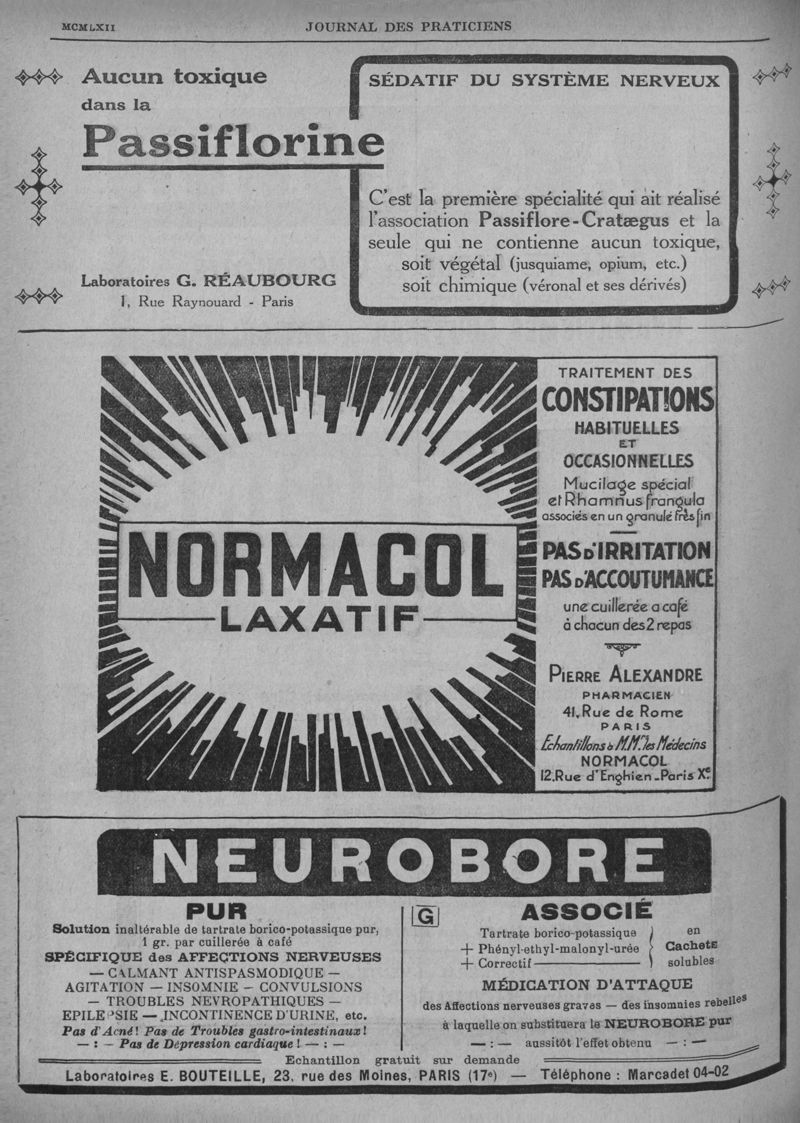 MCMLXII
JOURNAL DES PRATICIENS
Aucun toxique
dans la
Passiflorine
Laboratoires G. RÉAUBOURG
1, Rue Raynouard - Paris
SÉDATIF DU SYSTÈME NERVEUX
C'est la première spécialité qui ait réalisé
l'association Passiflore-Cratægus et la
seule qui ne contienne aucun toxique,
soit végétal (jusquiame, opium, etc.)
soit chimique (véronal et ses dérivés)
NORMACOL
LAXATIF
TRAITEMENT DES
CONSTIPATIONS
HABITUELLES
ET
OCCASIONNELLES
Mucilage spécial
et Rhamnus frangula
associés en un granulé très fin
PAS D'IRRITATION
PAS D'ACCOUTUMANCE
une cuillerée a café
à chacun des 2 repas
PIERRE ALEXANDRE
PHARMACIEN
41, Rue de Rome
PARIS
Echantillons à M.M. rs les Médecins
NORMACOL
12, Rue d'Enghien - Paris Xe.
NEUROBORE
PUR
Solution inaltérable de tartrate borico-potassique pur,
1 gr. par cuillerée à café
SPÉCIFIQUE des AFFECTIONS NERVEUSES
— CALMANT ANTISPASMODIQUE —
AGITATION — INSOMNIE — CONVULSIONS
— TROUBLES NEVROPATHIQUES —
EPILEPSIE — INCONTINENCE D'URINE, etc.
Pas d'Acné! Pas de Troubles gastro-intestinaux!
— : — Pas de Dépression cardiaque! — : —
G
ASSOCIÉ
Tartrate borico-potassique
+ Phényl-ethyl-malonyl-urée
+ Correctif
en
Cachets
solubles
MÉDICATION D'ATTAQUE
des Affections nerveuses graves — des insomnies rebelles
à laquelle on substituera le NEUROBORE pur
— : — aussitôt l'effet obtenu — : —
Echantillon gratuit sur demande
Laboratoires E. BOUTEILLE, 23, rue des Moines, PARIS (17e) — Téléphone : Marcadet 04-02